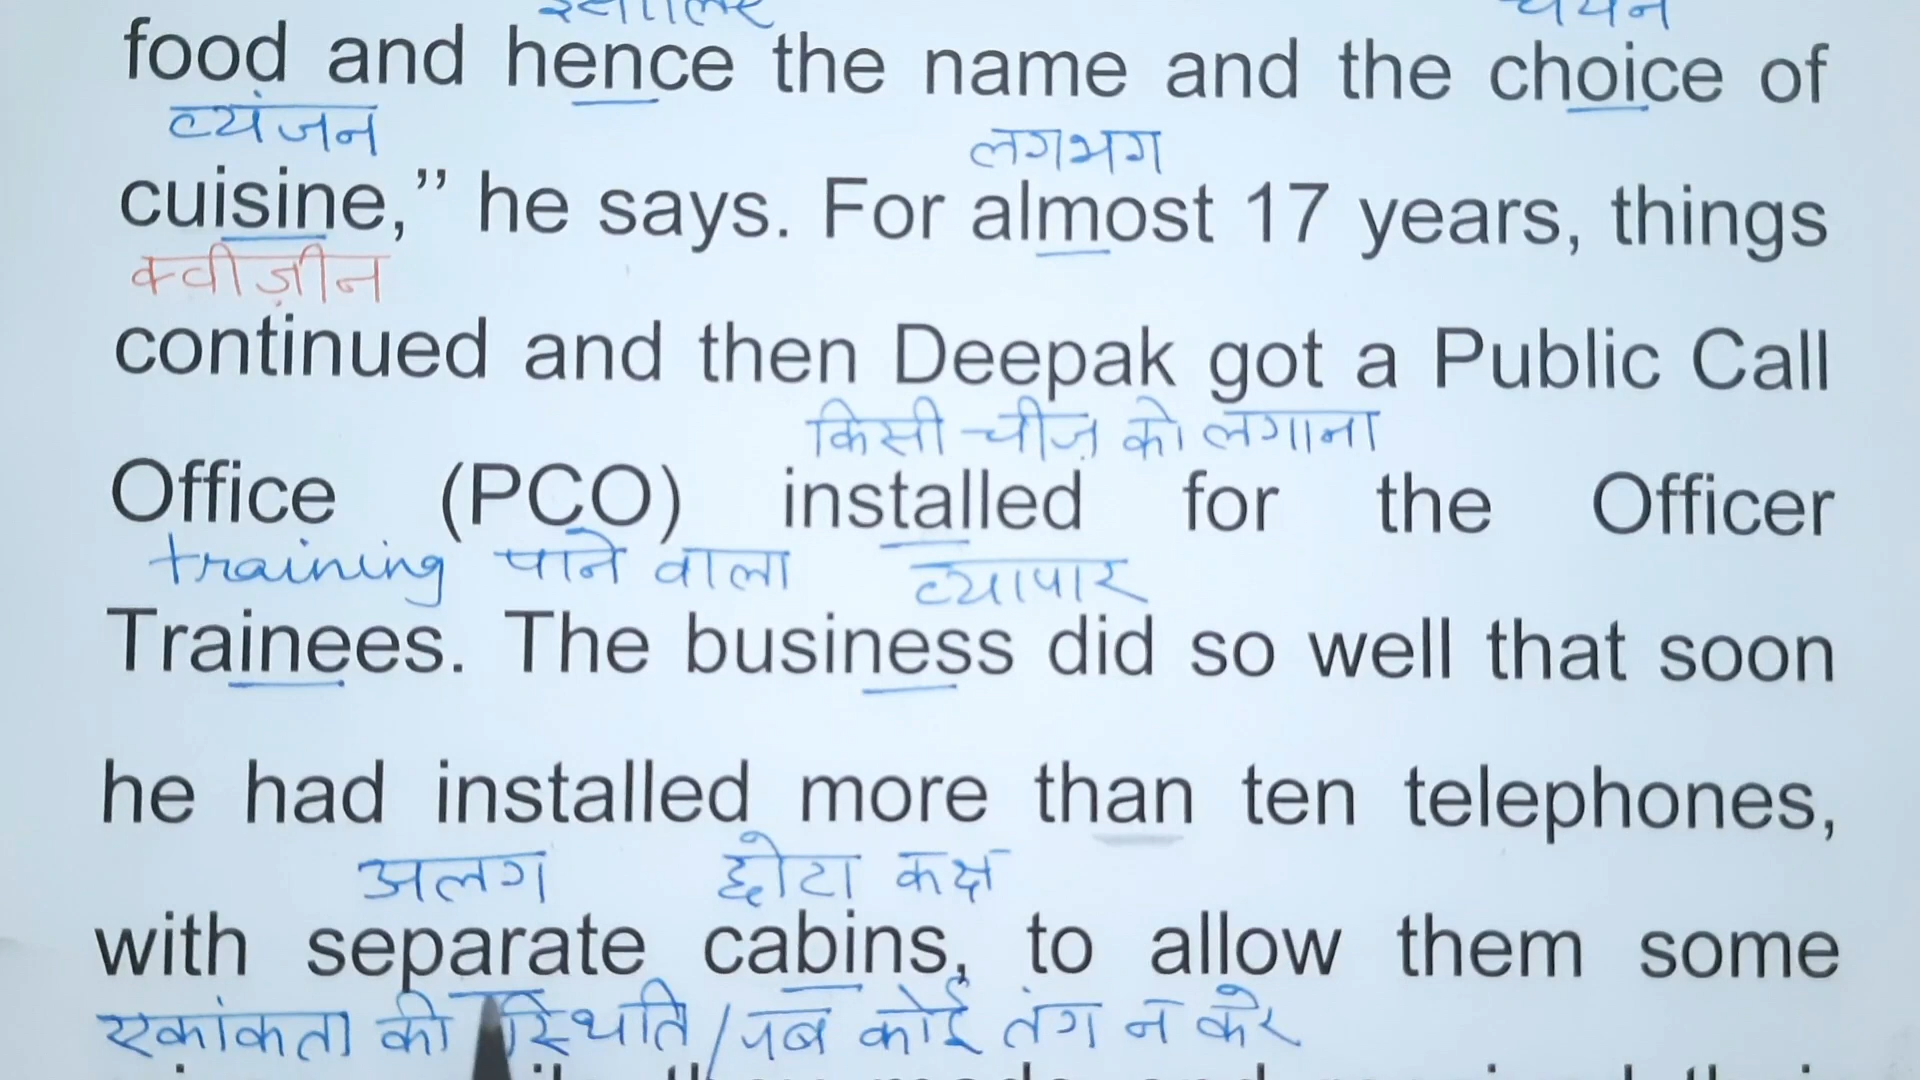 food and hence the name and the choice of
व्यंजन लगभग
cuisine,” he says. For almost 17 years, things
क्वीज़ीन
continued and then Deepak got a Public Call
किसी चीज़ को लगाना
Office (PCO) installed for the Officer
training पाने वाला व्यापार
Trainees. The business did so well that soon
he had installed more than ten telephones,
अलग छोटा कक्ष
with separate cabins, to allow them some
एकांकता की स्थिति / जब कोई तंग न करे